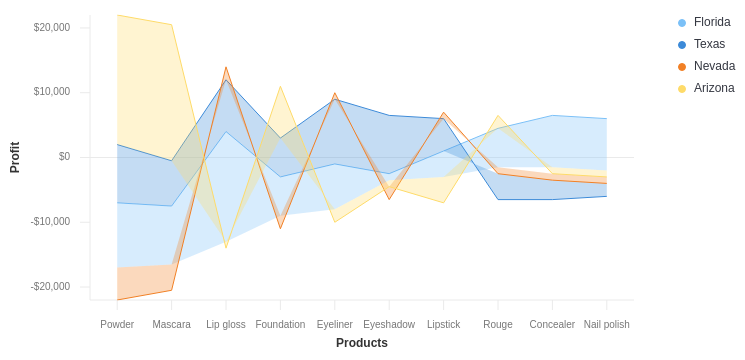 $20,000
$10,000
$0
-$10,000
-$20,000
Profit
Powder Mascara Lip gloss Foundation Eyeliner Eyeshadow Lipstick Rouge Concealer Nail polish
Products
Florida
Texas
Nevada
Arizona